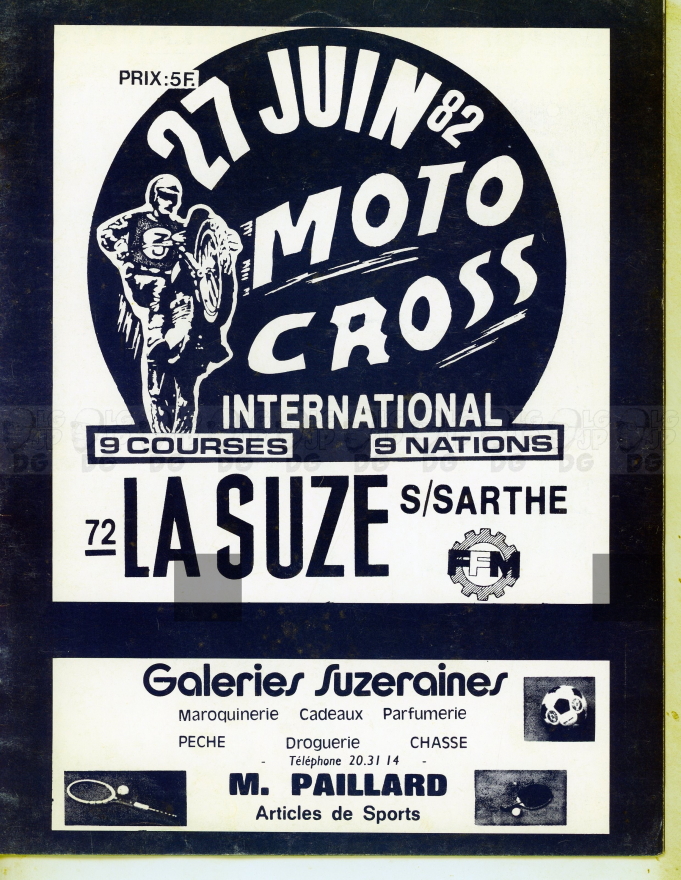 PRIX:5F.
27 JUIN 82
MOTO
CROSS
INTERNATIONAL
9 COURSES 9 NATIONS
72 LA SUZE S/SARTHE
FFM
Galeries Suzeraines
Maroquinerie Cadeaux Parfumerie
PECHE Droguerie CHASSE
- Téléphone 20.31 14 -
M. PAILLARD
Articles de Sports